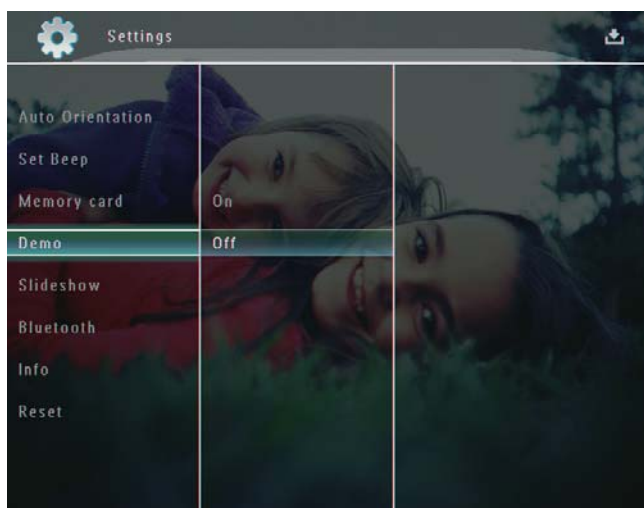 Settings
Auto Orientation
Set Beep
Memory card
On
Demo
Off
Slideshow
Bluetooth
Info
Reset